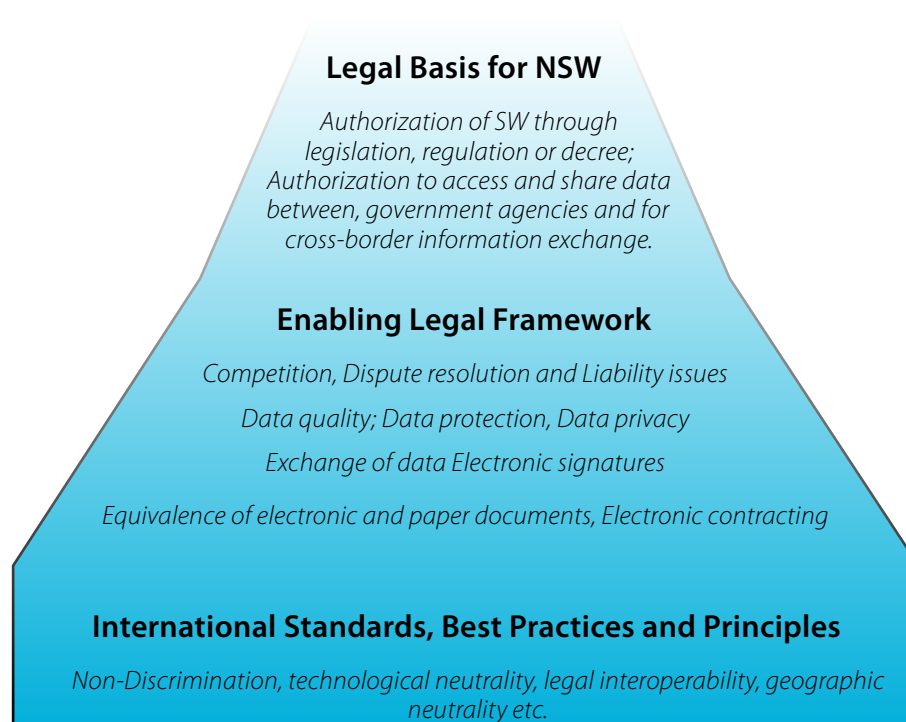 Legal Basis for NSW
Authorization of SW through
legislation, regulation or decree;
Authorization to access and share data
between, government agencies and for
cross-border information exchange.
Enabling Legal Framework
Competition, Dispute resolution and Liability issues
Data quality; Data protection, Data privacy
Exchange of data Electronic signatures
Equivalence of electronic and paper documents, Electronic contracting
International Standards, Best Practices and Principles
Non-Discrimination, technological neutrality, legal interoperability, geographic
neutrality etc.